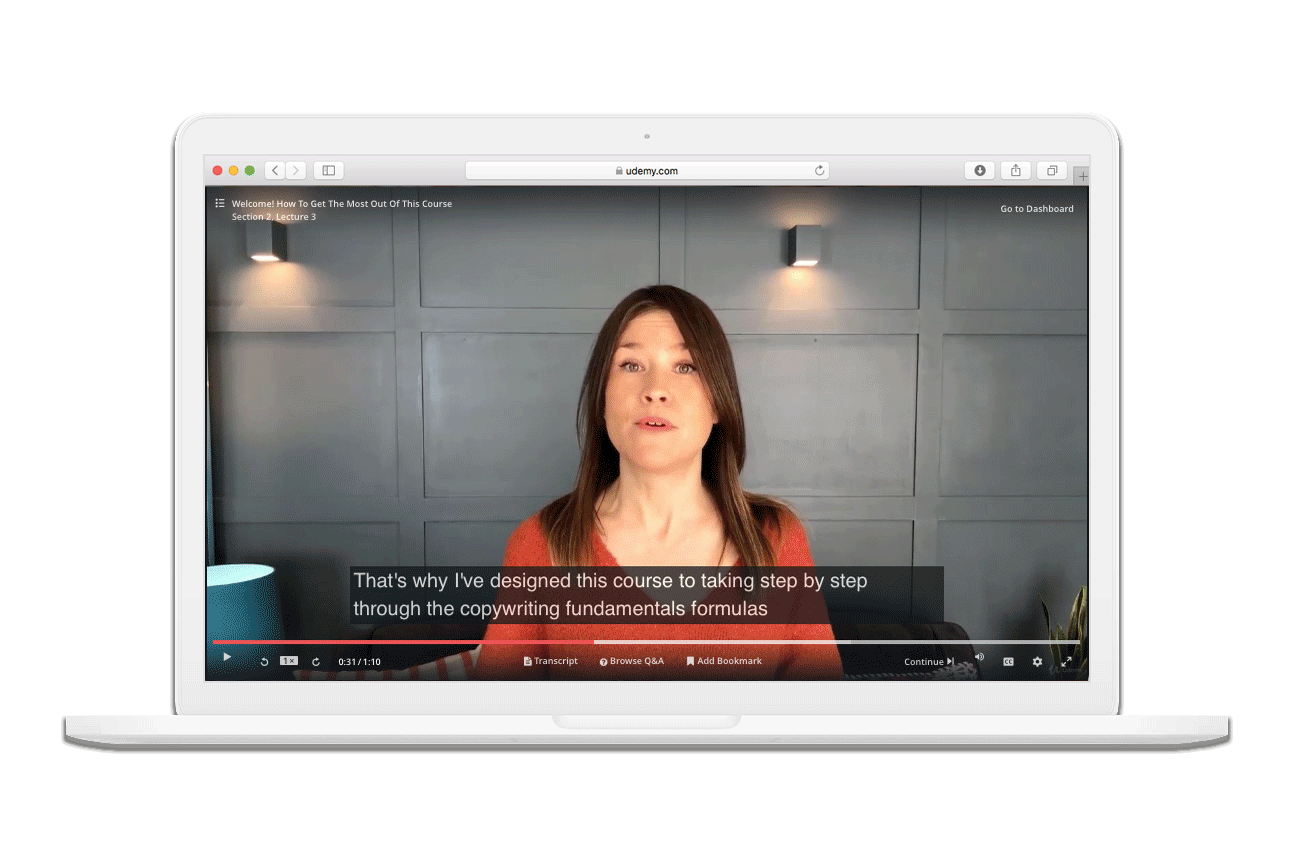 udemy.com
Welcome! How To Get The Most Out Of This Course
Section 2, Lecture 3
Go to Dashboard
That's why I've designed this course to taking step by step
through the copywriting fundamentals formulas
1×
0:31/1:10
Transcript
Browse Q&A
Add Bookmark
Continue
CC